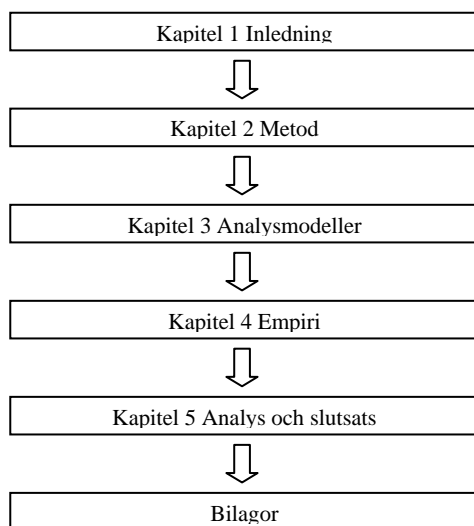 Kapitel 1 Inledning
Kapitel 2 Metod
Kapitel 3 Analysmodeller
Kapitel 4 Empiri
Kapitel 5 Analys och slutsats
Bilagor